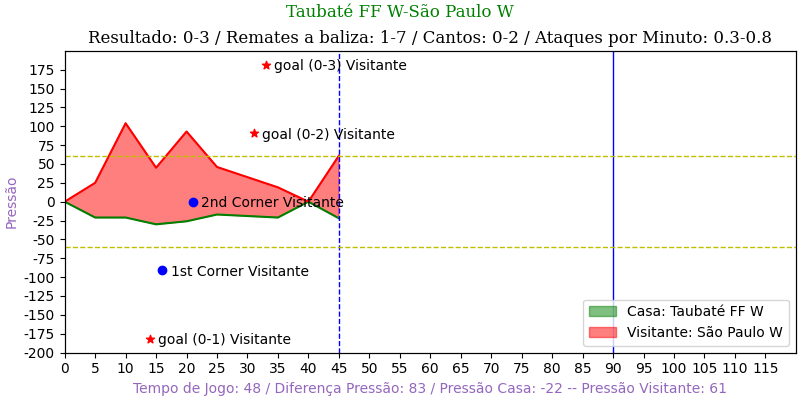 Taubaté FF W-São Paulo W
Resultado: 0-3 / Remates a baliza: 1-7 / Cantos: 0-2 / Ataques por Minuto: 0.3-0.8
175
150
125
100
75
50
25
0
-25
-50
-75
-100
-125
-150
-175
-200
Pressão
goal (0-3) Visitante
goal (0-2) Visitante
2nd Corner Visitante
1st Corner Visitante
goal (0-1) Visitante
Casa: Taubaté FF W
Visitante: São Paulo W
0 5 10 15 20 25 30 35 40 45 50 55 60 65 70 75 80 85 90 95 100 105 110 115
Tempo de Jogo: 48 / Diferença Pressão: 83 / Pressão Casa: -22 -- Pressão Visitante: 61